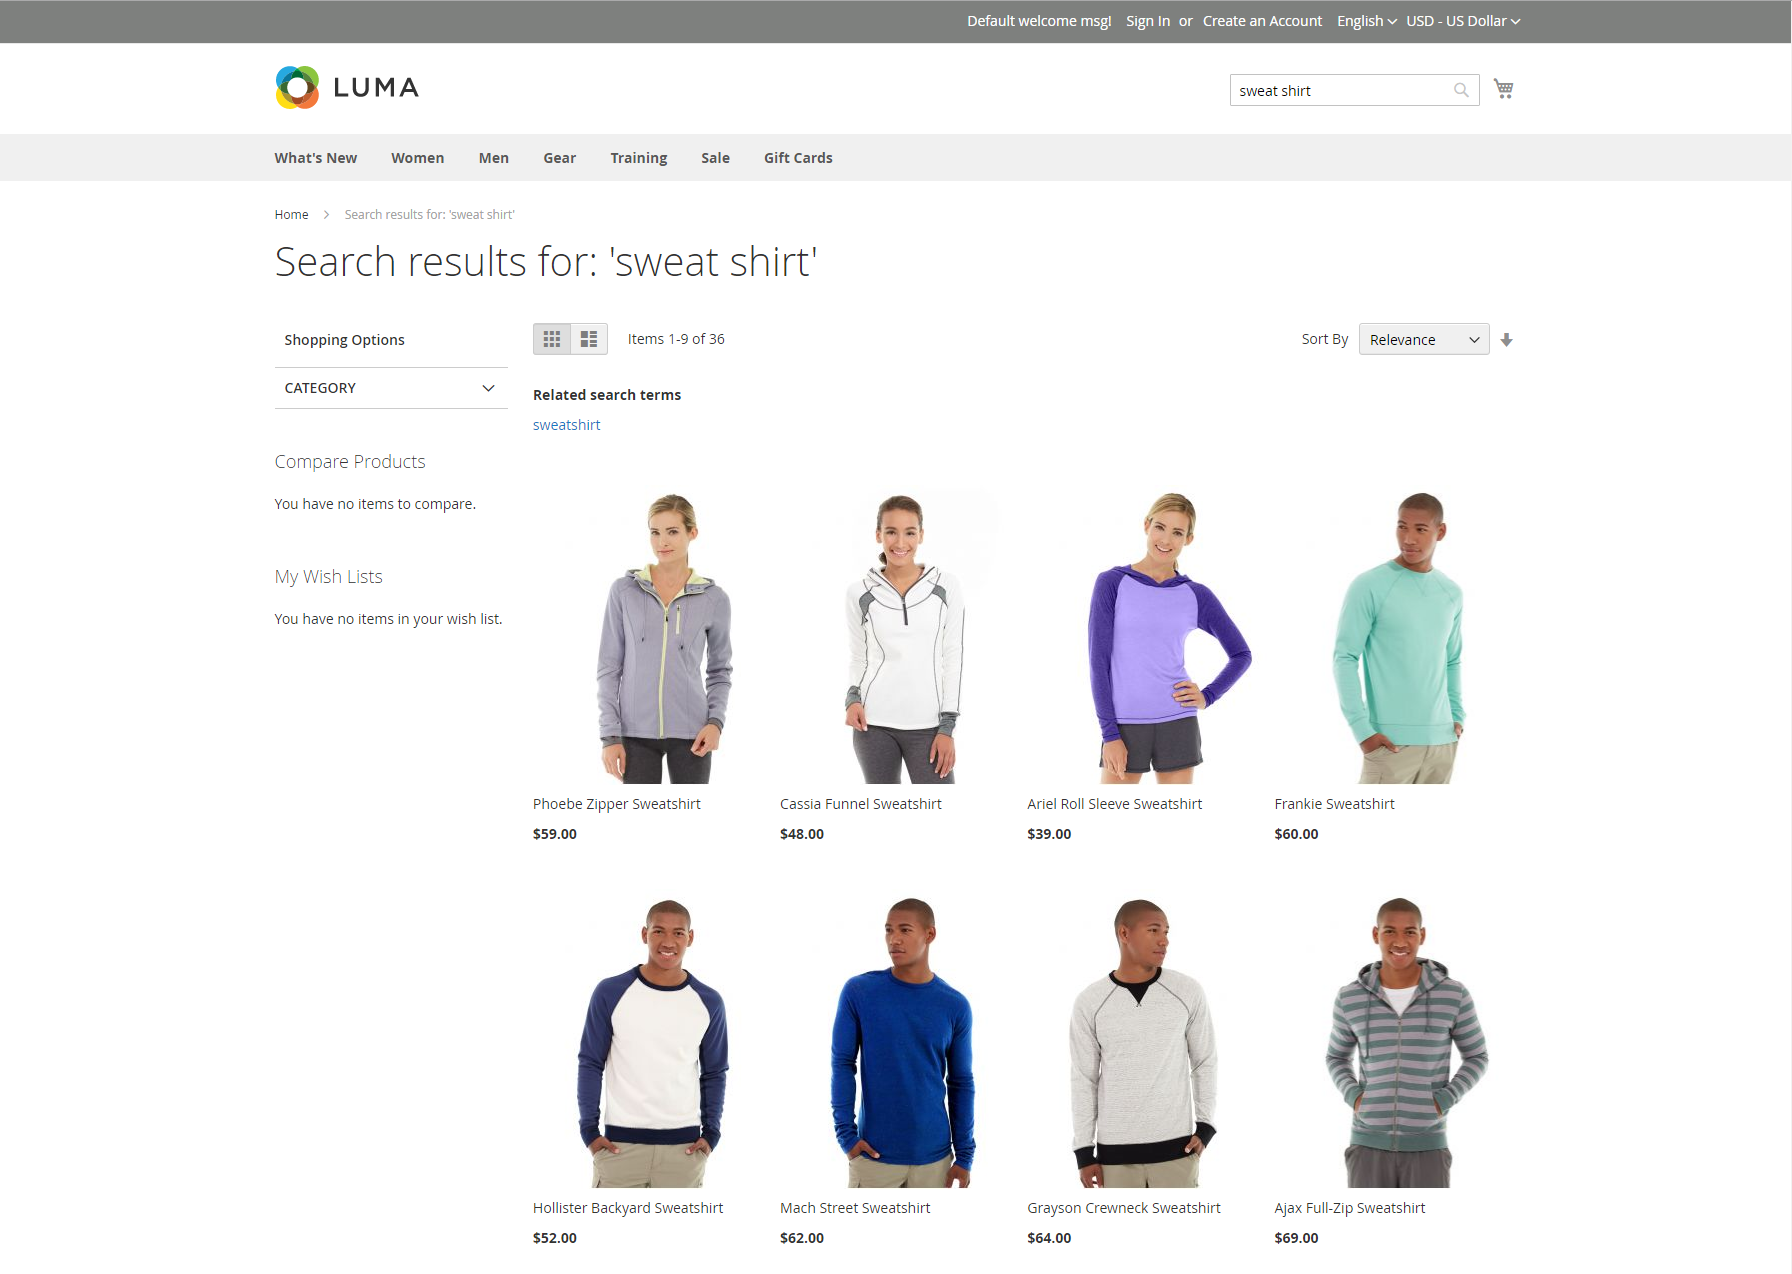 Default welcome msg! Sign In or Create an Account English USD - US Dollar
LUMA
sweat shirt
What's New Women Men Gear Training Sale Gift Cards
Home Search results for: 'sweat shirt'
Search results for: 'sweat shirt'
Shopping Options
CATEGORY
Compare Products
You have no items to compare.
My Wish Lists
You have no items in your wish list.
Items 1-9 of 36
Sort By Relevance
Related search terms
sweatshirt
Phoebe Zipper Sweatshirt
$59.00
Cassia Funnel Sweatshirt
$48.00
Ariel Roll Sleeve Sweatshirt
$39.00
Frankie Sweatshirt
$60.00
Hollister Backyard Sweatshirt
$52.00
Mach Street Sweatshirt
$62.00
Grayson Crewneck Sweatshirt
$64.00
Ajax Full-Zip Sweatshirt
$69.00